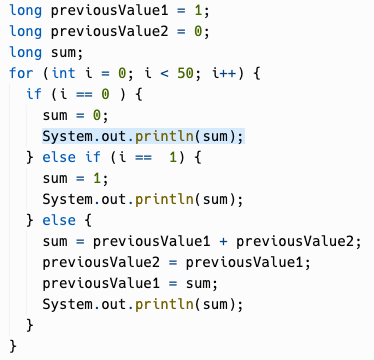 long previousValue1 = 1;
long previousValue2 = 0;
long sum;
for (int i = 0; i < 50; i++) {
  if (i == 0 ) {
    sum = 0;
    System.out.println(sum);
  } else if (i ==  1) {
    sum = 1;
    System.out.println(sum);
  } else {
    sum = previousValue1 + previousValue2;
    previousValue2 = previousValue1;
    previousValue1 = sum;
    System.out.println(sum);
  }
}